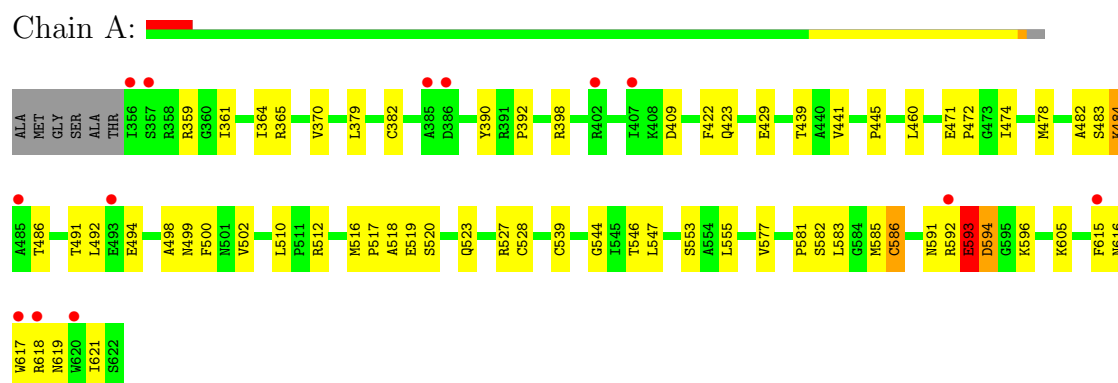 Chain A:
ALA MET GLY SER ALA THR I356 S357 R358 R359 G360 I361 I364 R365 V370 L379 C382 A385 D386 Y390 R391 P392 R398 R402 I407 K408 D409 F422 Q423 E429 T439 A440 V441 P445 L460 E471 P472 G473 I474 M478 A482 S483 K484
A485 T486 T491 L492 E493 E494 A498 N499 F500 N501 V502 L510 P511 R512 M516 P517 A518 E519 S520 Q523 R527 C528 C539 G544 I545 T546 L547 S553 A554 L555 V577 P581 S582 L583 G584 M585 C586 N591 R592 E593 D594 G595 K596 K605 F615 N616
W617 R618 N619 W620 I621 S622